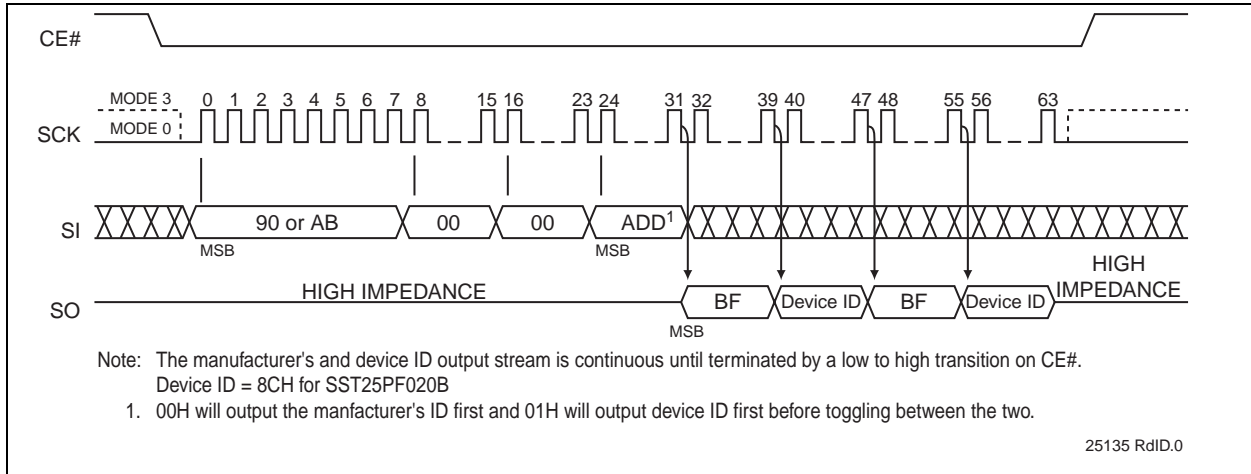 CE#
MODE 3
MODE 0
SCK
0 1 2 3 4 5 6 7 8 15 16 23 24 31 32 39 40 47 48 55 56 63
SI
90 or AB 00 00 ADD1
MSB MSB
HIGH IMPEDANCE
HIGH IMPEDANCE
SO
BF Device ID BF Device ID
MSB
Note: The manufacturer's and device ID output stream is continuous until terminated by a low to high transition on CE#.
Device ID = 8CH for SST25PF020B
1. 00H will output the manfacturer's ID first and 01H will output device ID first before toggling between the two.
25135 RdID.0